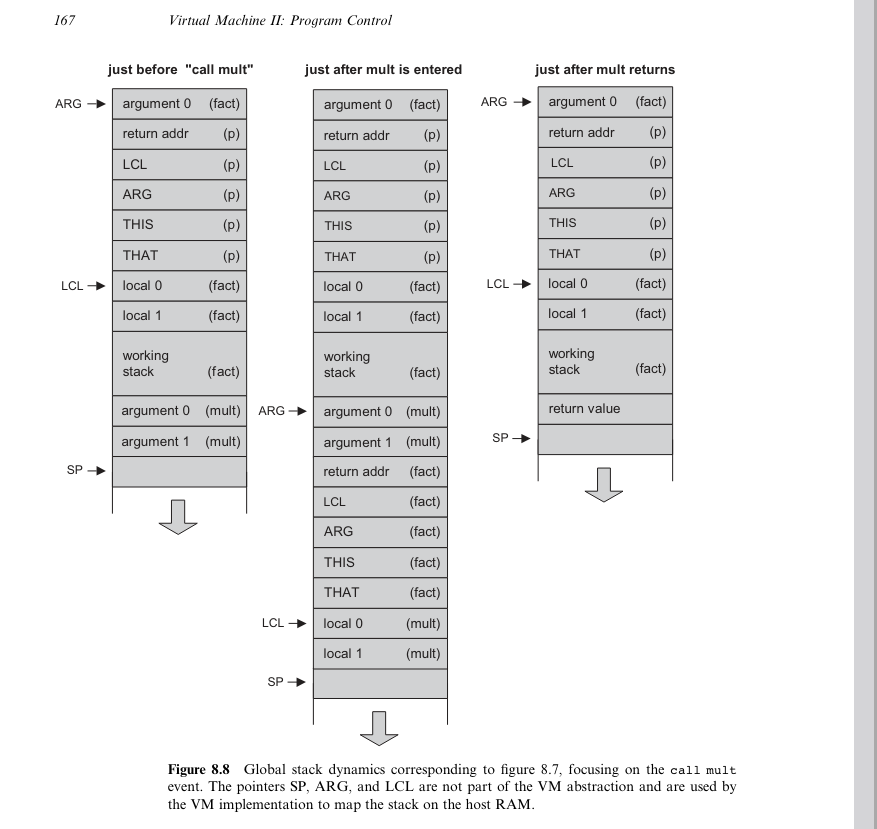 167 Virtual Machine II: Program Control
just before "call mult"
ARG argument 0 (fact)
return addr (p)
LCL (p)
ARG (p)
THIS (p)
THAT (p)
LCL local 0 (fact)
local 1 (fact)
working
stack (fact)
argument 0 (mult)
argument 1 (mult)
SP
just after mult is entered
argument 0 (fact)
return addr (p)
LCL (p)
ARG (p)
THIS (p)
THAT (p)
local 0 (fact)
local 1 (fact)
working
stack (fact)
ARG argument 0 (mult)
argument 1 (mult)
return addr (fact)
LCL (fact)
ARG (fact)
THIS (fact)
THAT (fact)
LCL local 0 (mult)
local 1 (mult)
SP
just after mult returns
ARG argument 0 (fact)
return addr (p)
LCL (p)
ARG (p)
THIS (p)
THAT (p)
LCL local 0 (fact)
local 1 (fact)
working
stack (fact)
return value
SP
Figure 8.8 Global stack dynamics corresponding to figure 8.7, focusing on the call mult
event. The pointers SP, ARG, and LCL are not part of the VM abstraction and are used by
the VM implementation to map the stack on the host RAM.